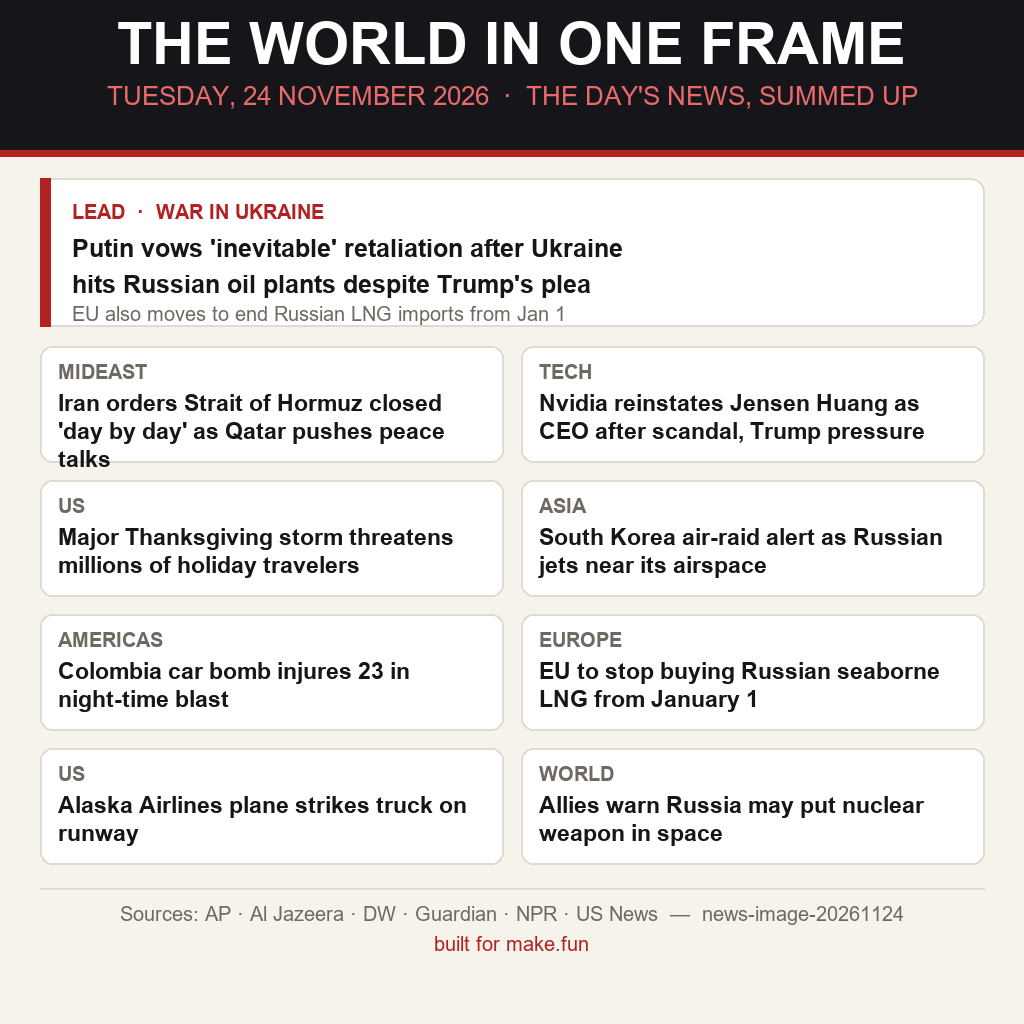 THE WORLD IN ONE FRAME
TUESDAY, 24 NOVEMBER 2026 · THE DAY'S NEWS, SUMMED UP
LEAD · WAR IN UKRAINE
Putin vows 'inevitable' retaliation after Ukraine
hits Russian oil plants despite Trump's plea
EU also moves to end Russian LNG imports from Jan 1
MIDEAST
Iran orders Strait of Hormuz closed
'day by day' as Qatar pushes peace
talks
TECH
Nvidia reinstates Jensen Huang as
CEO after scandal, Trump pressure
US
Major Thanksgiving storm threatens
millions of holiday travelers
ASIA
South Korea air-raid alert as Russian
jets near its airspace
AMERICAS
Colombia car bomb injures 23 in
night-time blast
EUROPE
EU to stop buying Russian seaborne
LNG from January 1
US
Alaska Airlines plane strikes truck on
runway
WORLD
Allies warn Russia may put nuclear
weapon in space
Sources: AP · Al Jazeera · DW · Guardian · NPR · US News — news-image-20261124
built for make.fun